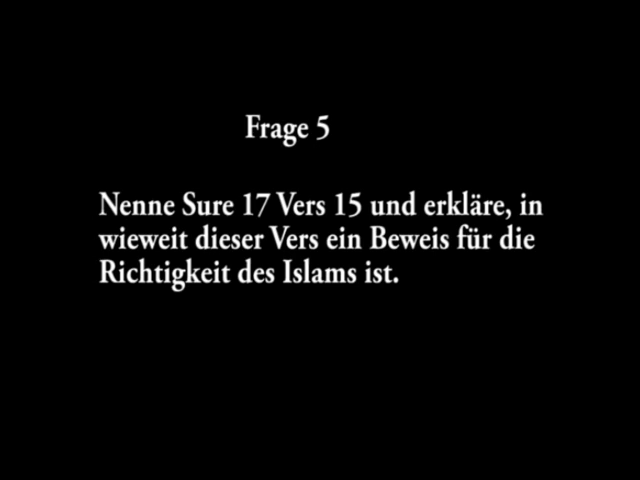 Frage 5
Nenne Sure 17 Vers 15 und erkläre, in
wieweit dieser Vers ein Beweis für die
Richtigkeit des Islams ist.